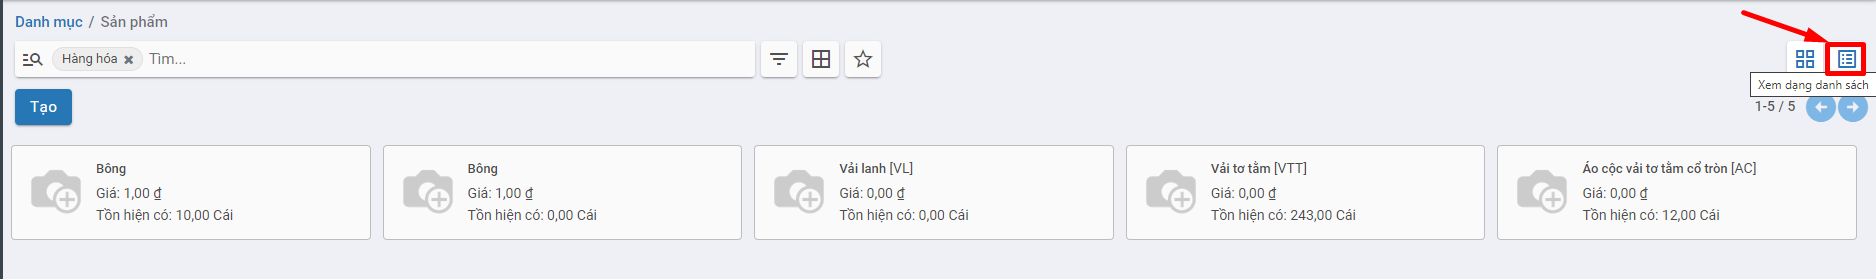 Danh mục / Sản phẩm
Hàng hóa × Tìm...
Xem dạng danh sách
Tạo
1-5 / 5
Bông
Giá: 1,00 ₫
Tồn hiện có: 10,00 Cái
Bông
Giá: 1,00 ₫
Tồn hiện có: 0,00 Cái
Vải lanh [VL]
Giá: 0,00 ₫
Tồn hiện có: 0,00 Cái
Vải tơ tằm [VTT]
Giá: 0,00 ₫
Tồn hiện có: 243,00 Cái
Áo cộc vải tơ tằm cổ tròn [AC]
Giá: 0,00 ₫
Tồn hiện có: 12,00 Cái